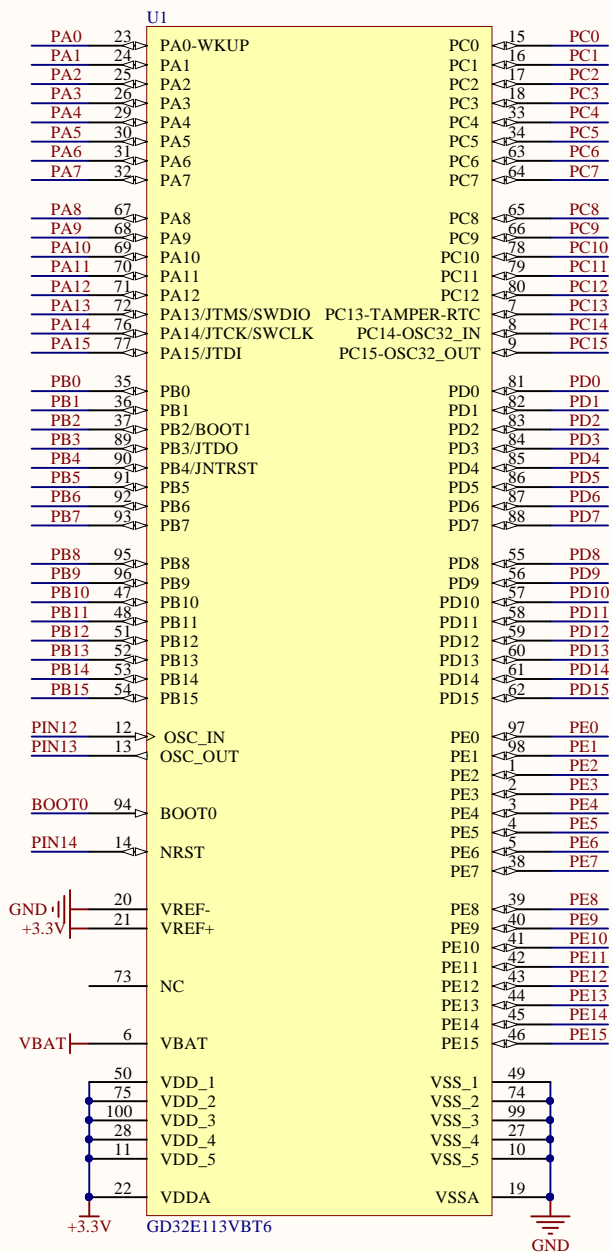 U1
PA0 23 PA0-WKUP PC0 15 PC0
PA1 24 PA1 PC1 16 PC1
PA2 25 PA2 PC2 17 PC2
PA3 26 PA3 PC3 18 PC3
PA4 29 PA4 PC4 33 PC4
PA5 30 PA5 PC5 34 PC5
PA6 31 PA6 PC6 63 PC6
PA7 32 PA7 PC7 64 PC7
PA8 67 PA8 PC8 65 PC8
PA9 68 PA9 PC9 66 PC9
PA10 69 PA10 PC10 78 PC10
PA11 70 PA11 PC11 79 PC11
PA12 71 PA12 PC12 80 PC12
PA13 72 PA13/JTMS/SWDIO PC13-TAMPER-RTC 7 PC13
PA14 76 PA14/JTCK/SWCLK PC14-OSC32_IN 8 PC14
PA15 77 PA15/JTDI PC15-OSC32_OUT 9 PC15
PB0 35 PB0 PD0 81 PD0
PB1 36 PB1 PD1 82 PD1
PB2 37 PB2/BOOT1 PD2 83 PD2
PB3 89 PB3/JTDO PD3 84 PD3
PB4 90 PB4/JNTRST PD4 85 PD4
PB5 91 PB5 PD5 86 PD5
PB6 92 PB6 PD6 87 PD6
PB7 93 PB7 PD7 88 PD7
PB8 95 PB8 PD8 55 PD8
PB9 96 PB9 PD9 56 PD9
PB10 47 PB10 PD10 57 PD10
PB11 48 PB11 PD11 58 PD11
PB12 51 PB12 PD12 59 PD12
PB13 52 PB13 PD13 60 PD13
PB14 53 PB14 PD14 61 PD14
PB15 54 PB15 PD15 62 PD15
PIN12 12 OSC_IN PE0 97 PE0
PIN13 13 OSC_OUT PE1 98 PE1
PE2 1 PE2
PE3 2 PE3
BOOT0 94 BOOT0 PE4 3 PE4
PE5 4 PE5
PIN14 14 NRST PE6 5 PE6
PE7 38 PE7
GND 20 VREF- PE8 39 PE8
+3.3V 21 VREF+ PE9 40 PE9
PE10 41 PE10
PE11 42 PE11
73 NC PE12 43 PE12
PE13 44 PE13
PE14 45 PE14
VBAT 6 VBAT PE15 46 PE15
50 VDD_1 VSS_1 49
75 VDD_2 VSS_2 74
100 VDD_3 VSS_3 99
28 VDD_4 VSS_4 27
11 VDD_5 VSS_5 10
22 VDDA VSSA 19
+3.3V GD32E113VBT6
GND